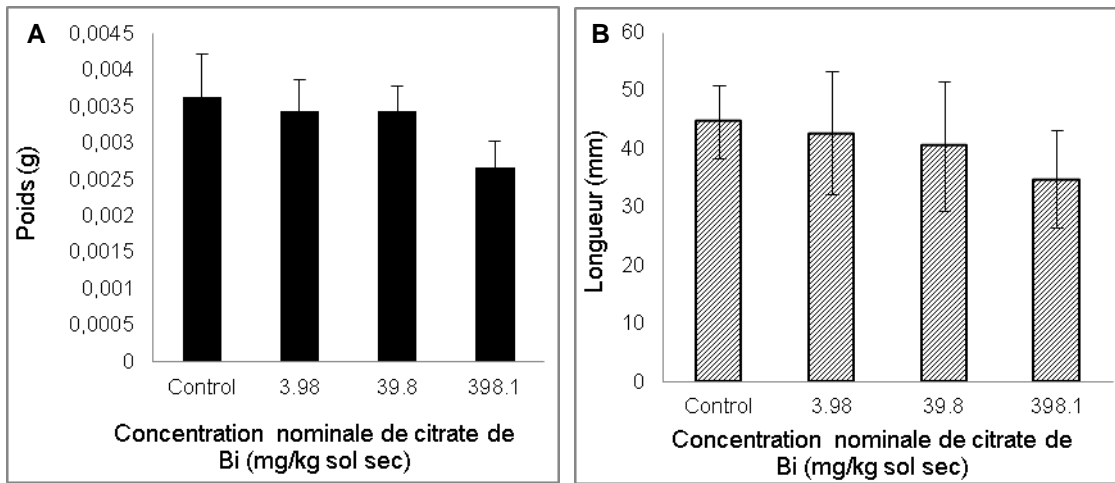 A
Poids (g)
0,0045
0,004
0,0035
0,003
0,0025
0,002
0,0015
0,001
0,0005
0
Control 3.98 39.8 398.1
Concentration nominale de citrate de
Bi (mg/kg sol sec)
B
Longueur (mm)
60
50
40
30
20
10
0
Control 3.98 39.8 398.1
Concentration nominale de citrate de
Bi (mg/kg sol sec)